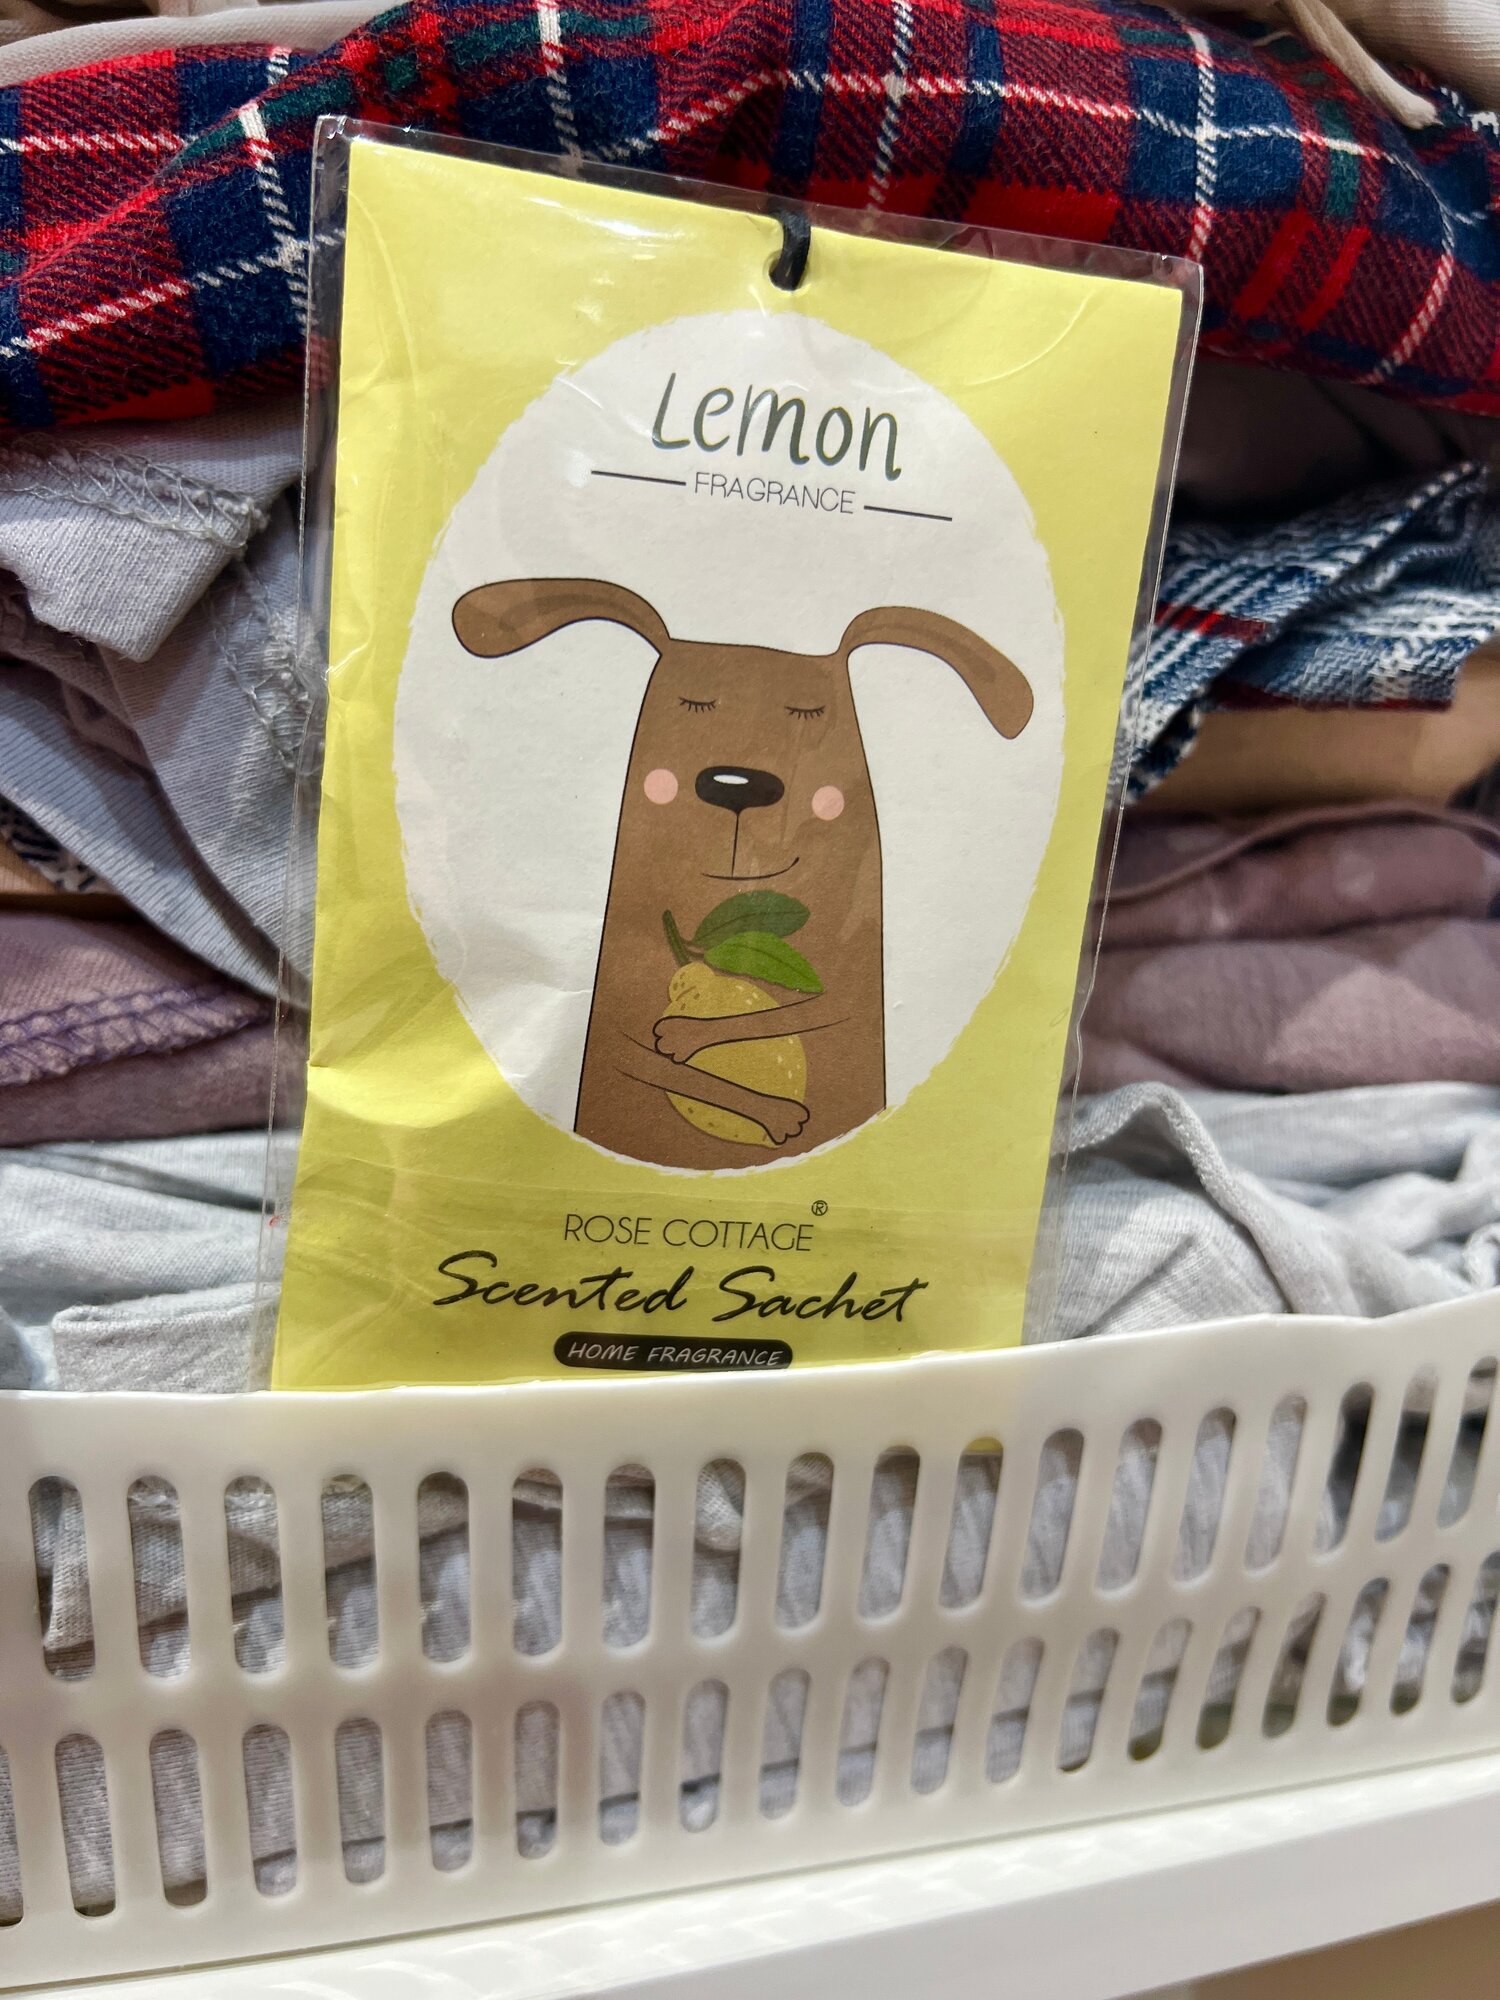 Lemon
FRAGRANCE
ROSE COTTAGE®
Scented Sachet
HOME FRAGRANCE